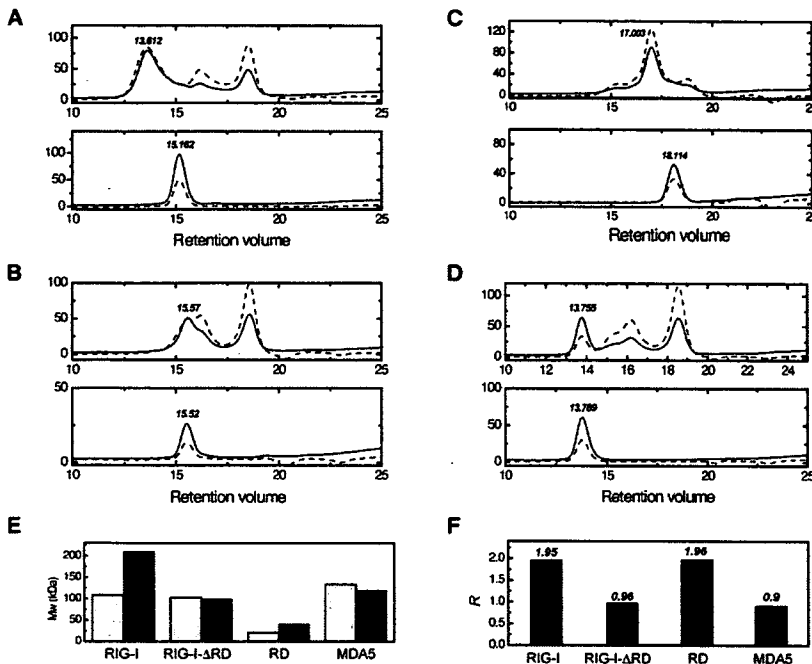 A
13.612
100
75
50
25
0
10 15 20 25
15.162
100
50
0
10 15 20 25
Retention volume
C
17.003
120
80
40
0
10 15 20 25
18.114
80
40
0
10 15 20 25
Retention volume
B
15.57
100
50
0
10 15 20 25
15.52
50
25
0
10 15 20 25
Retention volume
D
13.755
100
50
0
10 12 14 16 18 20 22 24
13.789
100
50
0
10 15 20 25
Retention volume
E
Mw (kDa)
200
150
100
50
0
RIG-I RIG-I-ΔRD RD MDA5
F
R
2.0
1.5
1.0
0.5
0.0
1.95 0.96 1.96 0.9
RIG-I RIG-I-ΔRD RD MDA5